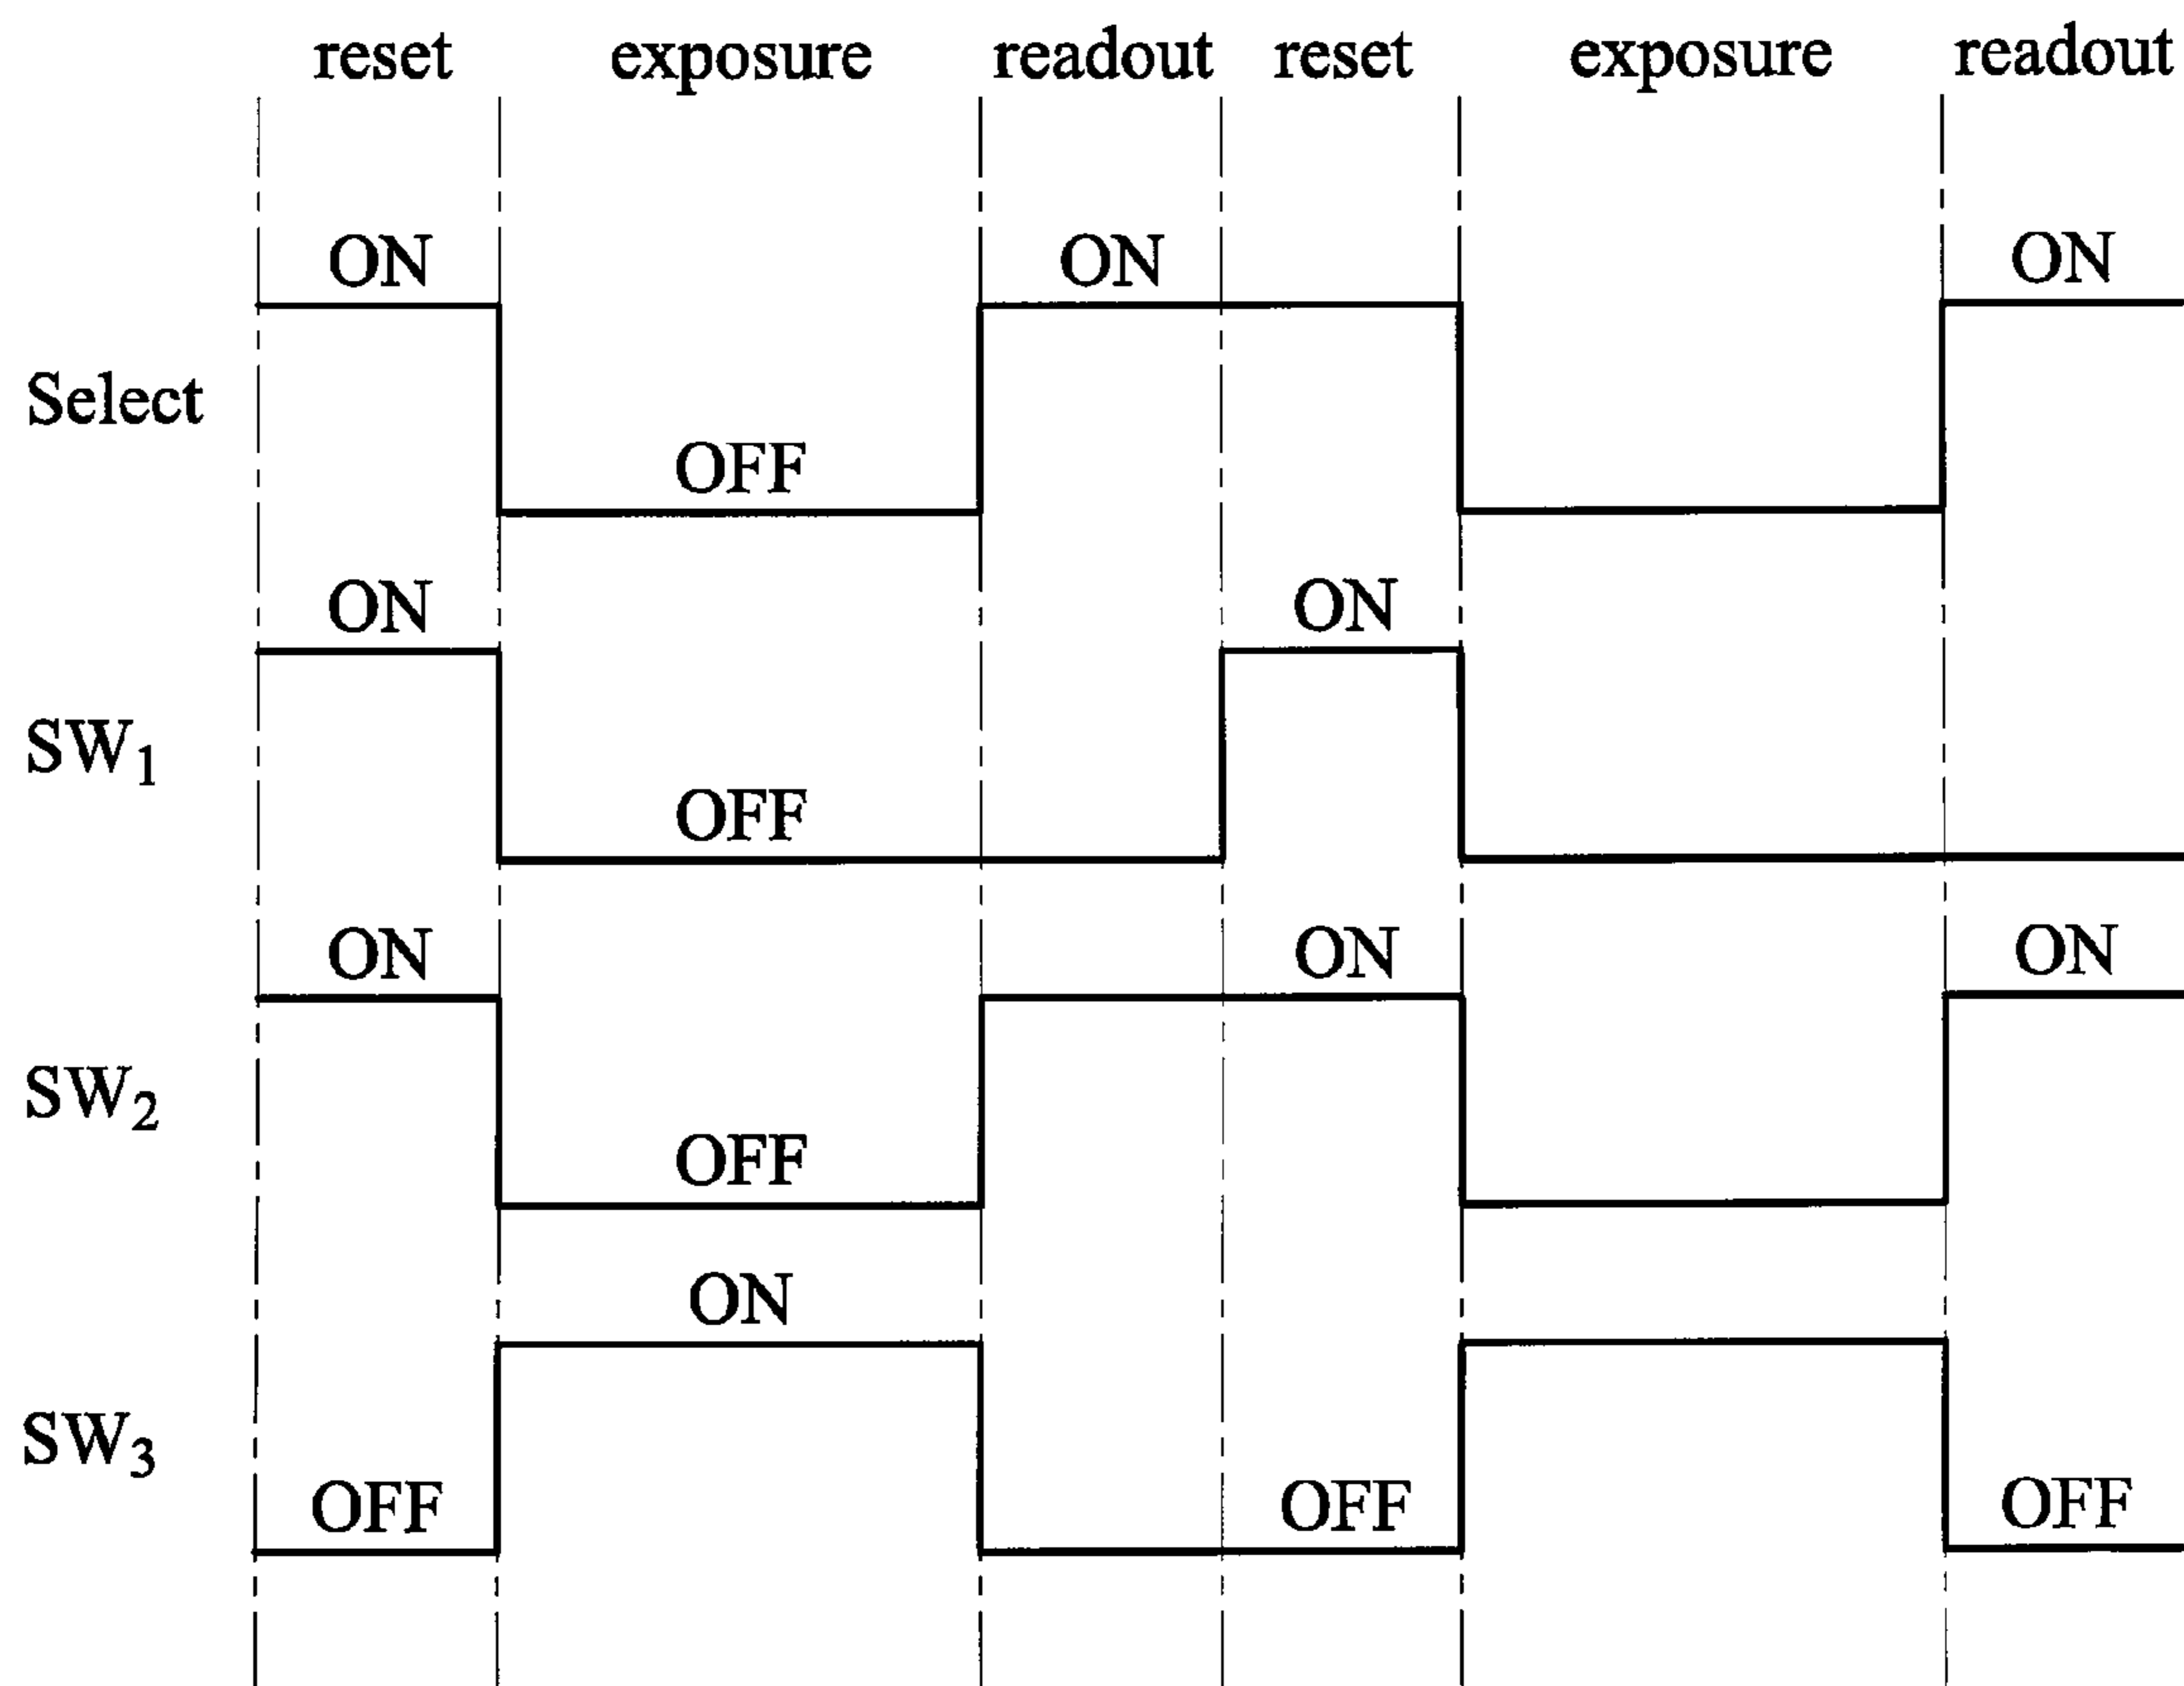 reset exposure readout reset exposure readout
ON ON ON
Select
OFF
ON ON
SW1
OFF
ON ON ON
SW2
OFF
ON
SW3
OFF OFF OFF